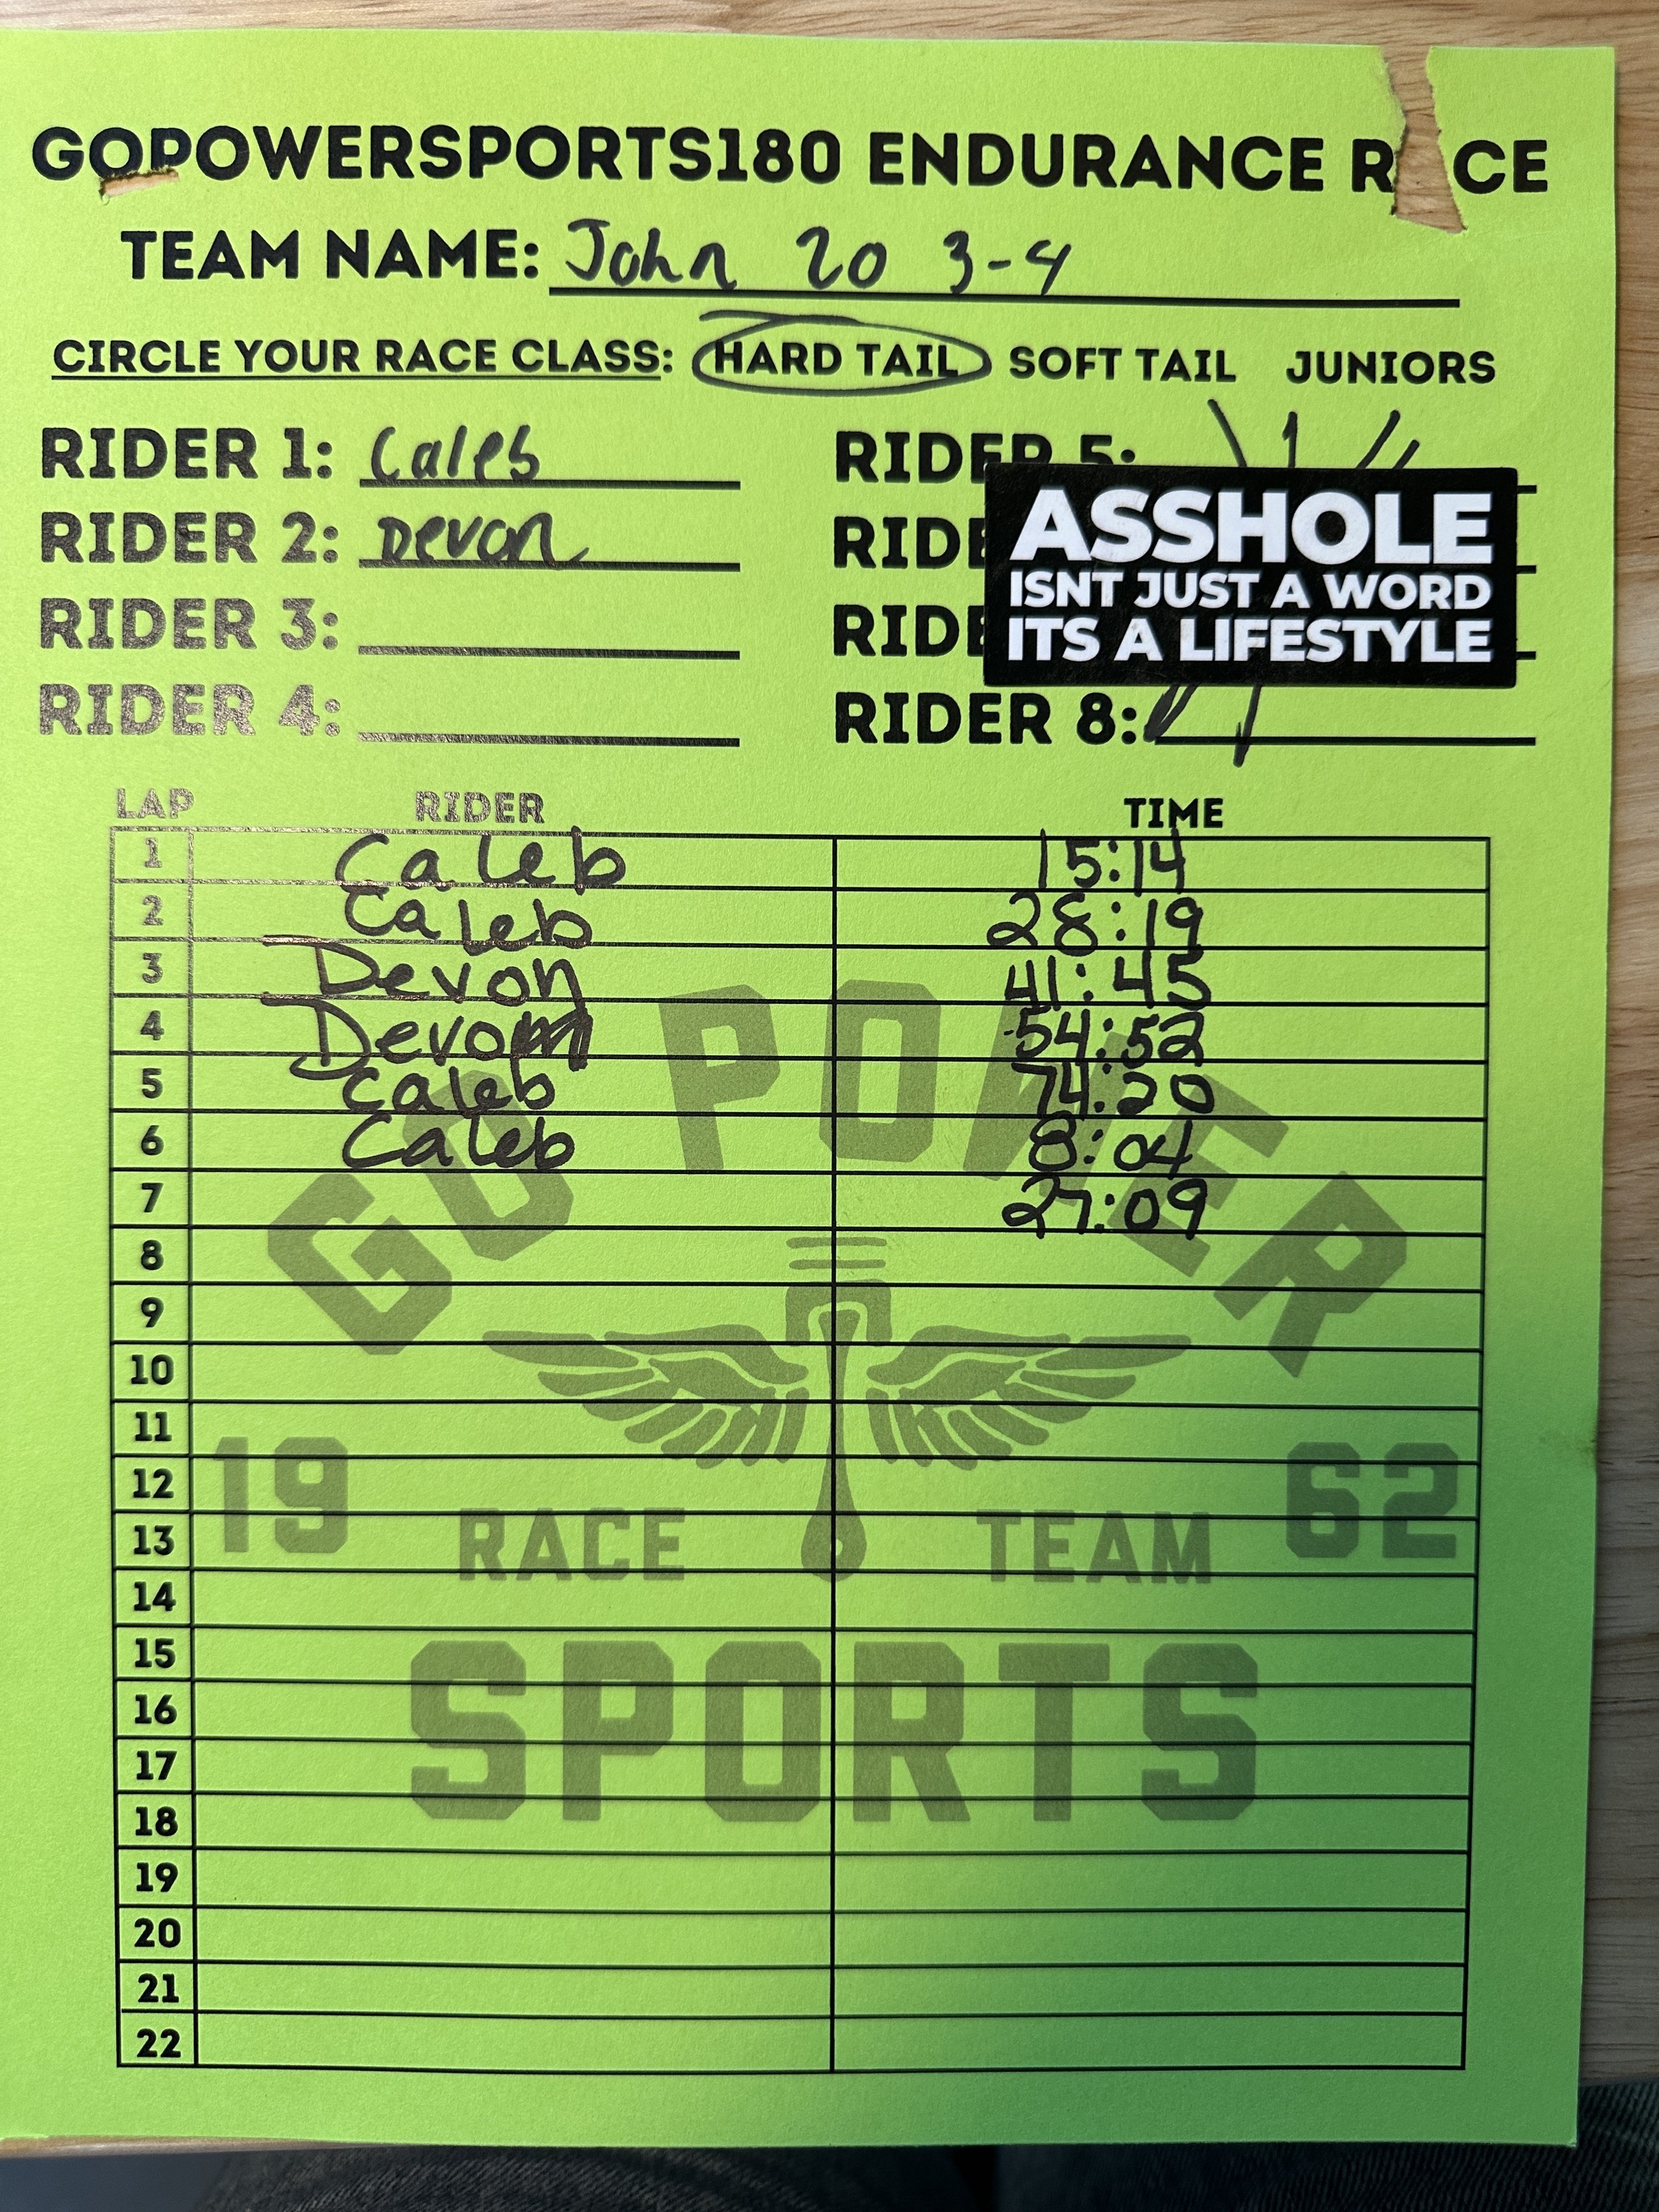 GOPOWERSPORTS180 ENDURANCE R CE
TEAM NAME: John 20 3-4
CIRCLE YOUR RACE CLASS: HARD TAIL SOFT TAIL JUNIORS
RIDER 1: Caleb
RIDER 2: Devon
RIDER 3:
RIDER 4:
RIDER 5:
RIDE
RIDE
RIDER 8:
ASSHOLE
ISNT JUST A WORD
ITS A LIFESTYLE
LAP RIDER TIME
1 Caleb 15:14
2 Caleb 28:19
3 Devon 41:45
4 Devon 54:52
5 Caleb 74:20
6 Caleb 8:04
7 27:09
8
9
10
11
12
13
14
15
16
17
18
19
20
21
22
GO POWER
19 RACE TEAM 62
SPORTS